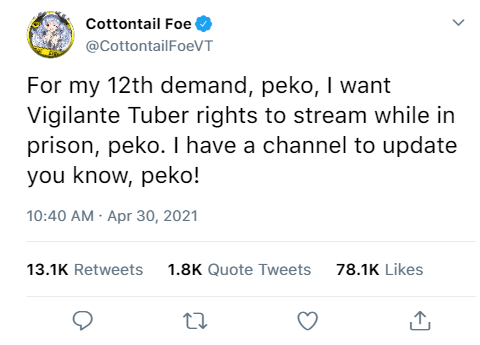 Cottontail Foe
@CottontailFoeVT
For my 12th demand, peko, I want
Vigilante Tuber rights to stream while in
prison, peko. I have a channel to update
you know, peko!
10:40 AM · Apr 30, 2021
13.1K Retweets 1.8K Quote Tweets 78.1K Likes